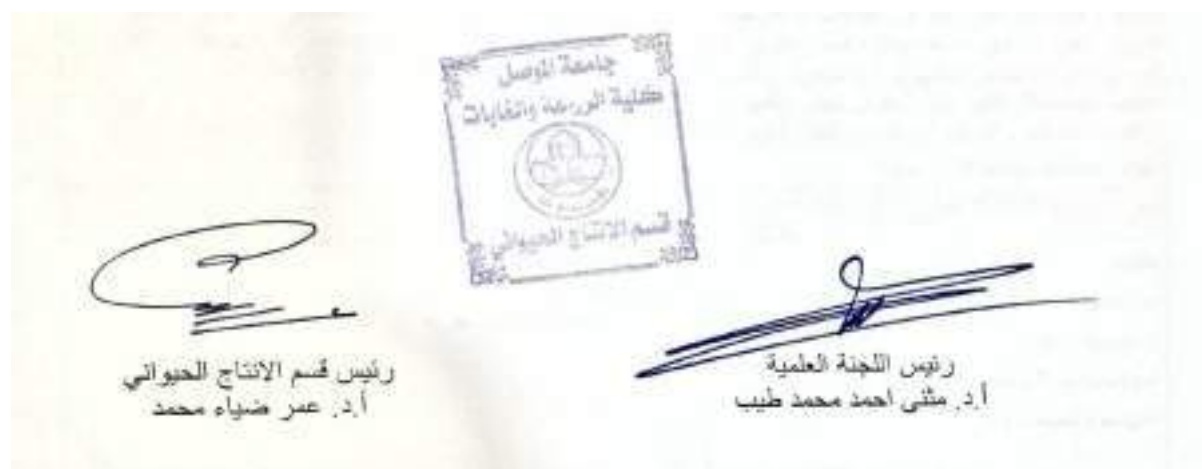 جامعة الموصل
كلية الزراعة والغابات
قسم الانتاج الحيواني
رئيس اللجنة العلمية
أ.د. مثنى احمد محمد طيب
رئيس قسم الانتاج الحيواني
أ.د. عمر ضياء محمد